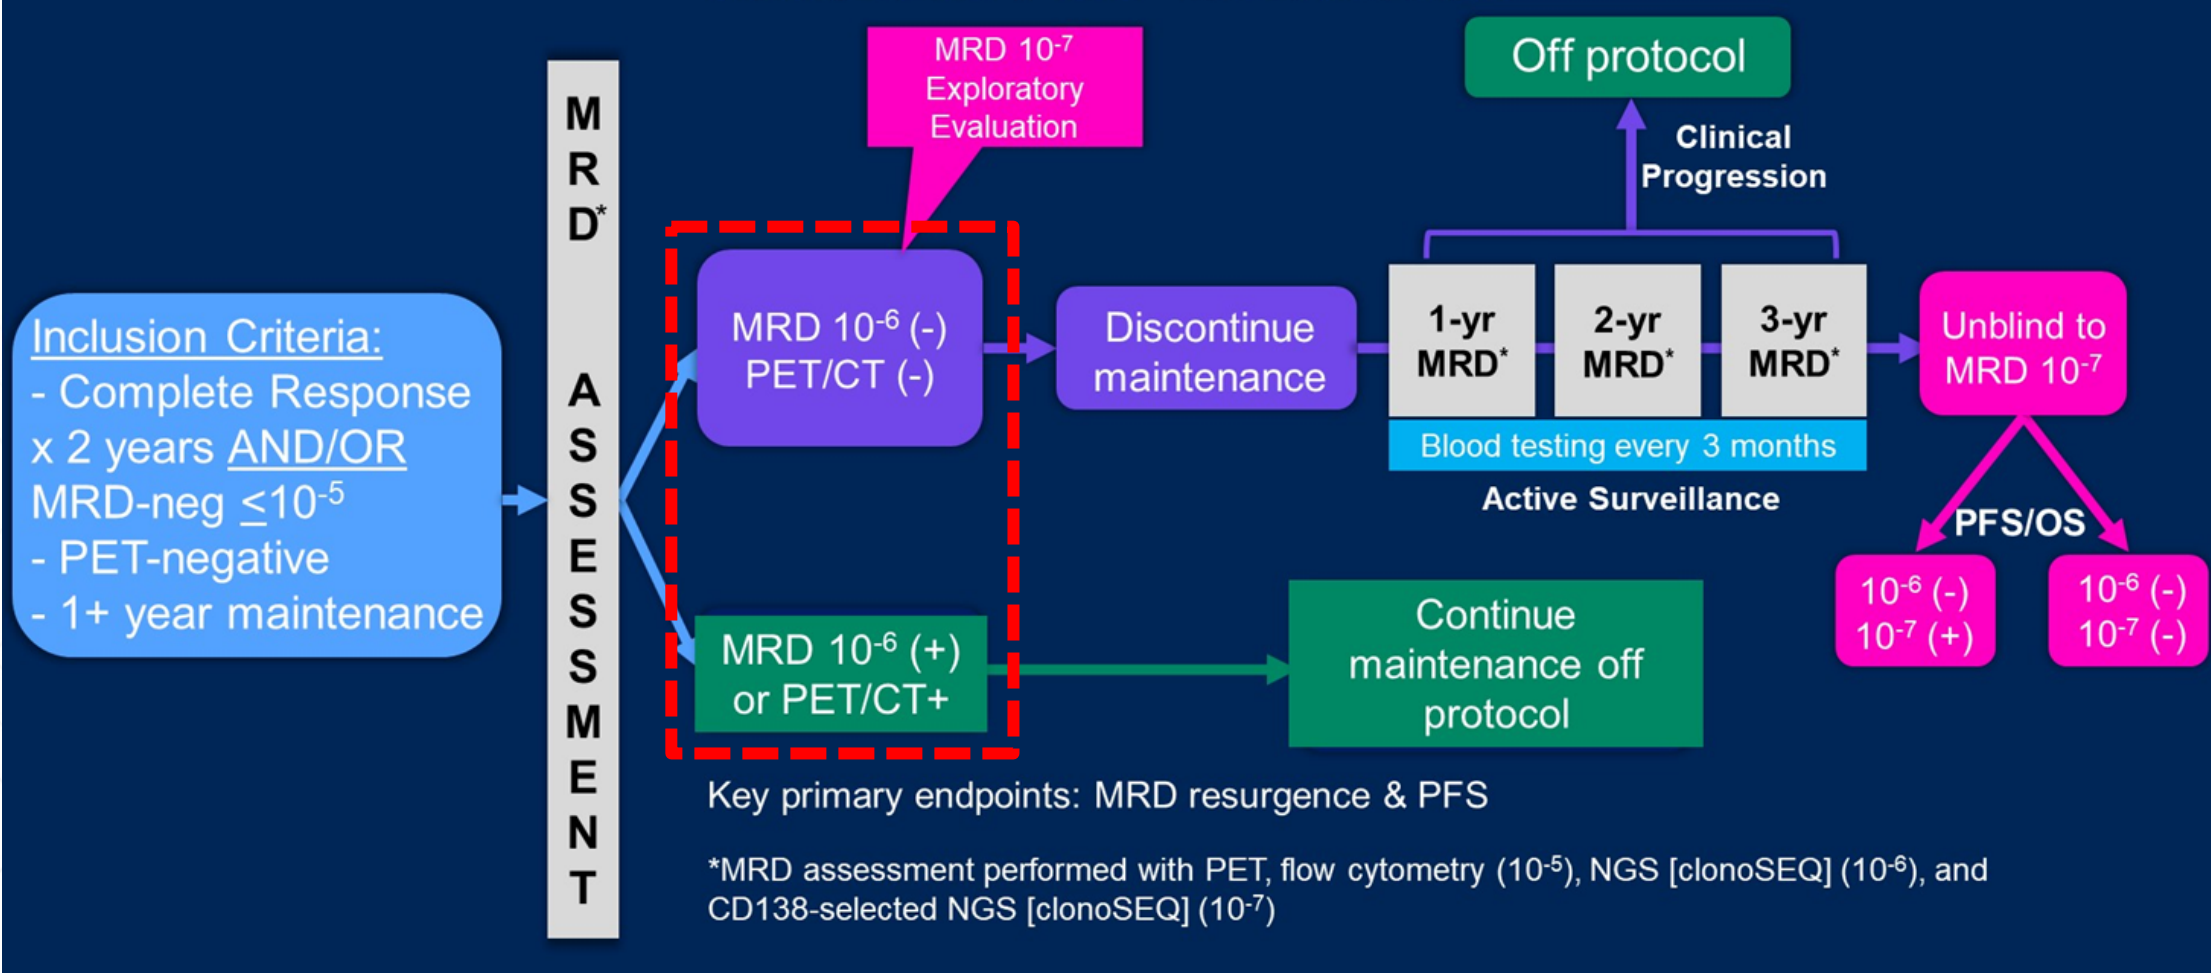 Inclusion Criteria:
- Complete Response
x 2 years AND/OR
MRD-neg ≤10⁻⁵
- PET-negative
- 1+ year maintenance
MRD* ASSESSMENT
MRD 10⁻⁷
Exploratory
Evaluation
MRD 10⁻⁶ (-)
PET/CT (-)
MRD 10⁻⁶ (+)
or PET/CT+
Discontinue
maintenance
Continue
maintenance off
protocol
Off protocol
Clinical
Progression
1-yr
MRD*
2-yr
MRD*
3-yr
MRD*
Blood testing every 3 months
Active Surveillance
Unblind to
MRD 10⁻⁷
PFS/OS
10⁻⁶ (-)
10⁻⁷ (+)
10⁻⁶ (-)
10⁻⁷ (-)
Key primary endpoints: MRD resurgence & PFS
*MRD assessment performed with PET, flow cytometry (10⁻⁵), NGS [clonoSEQ] (10⁻⁶), and
CD138-selected NGS [clonoSEQ] (10⁻⁷)